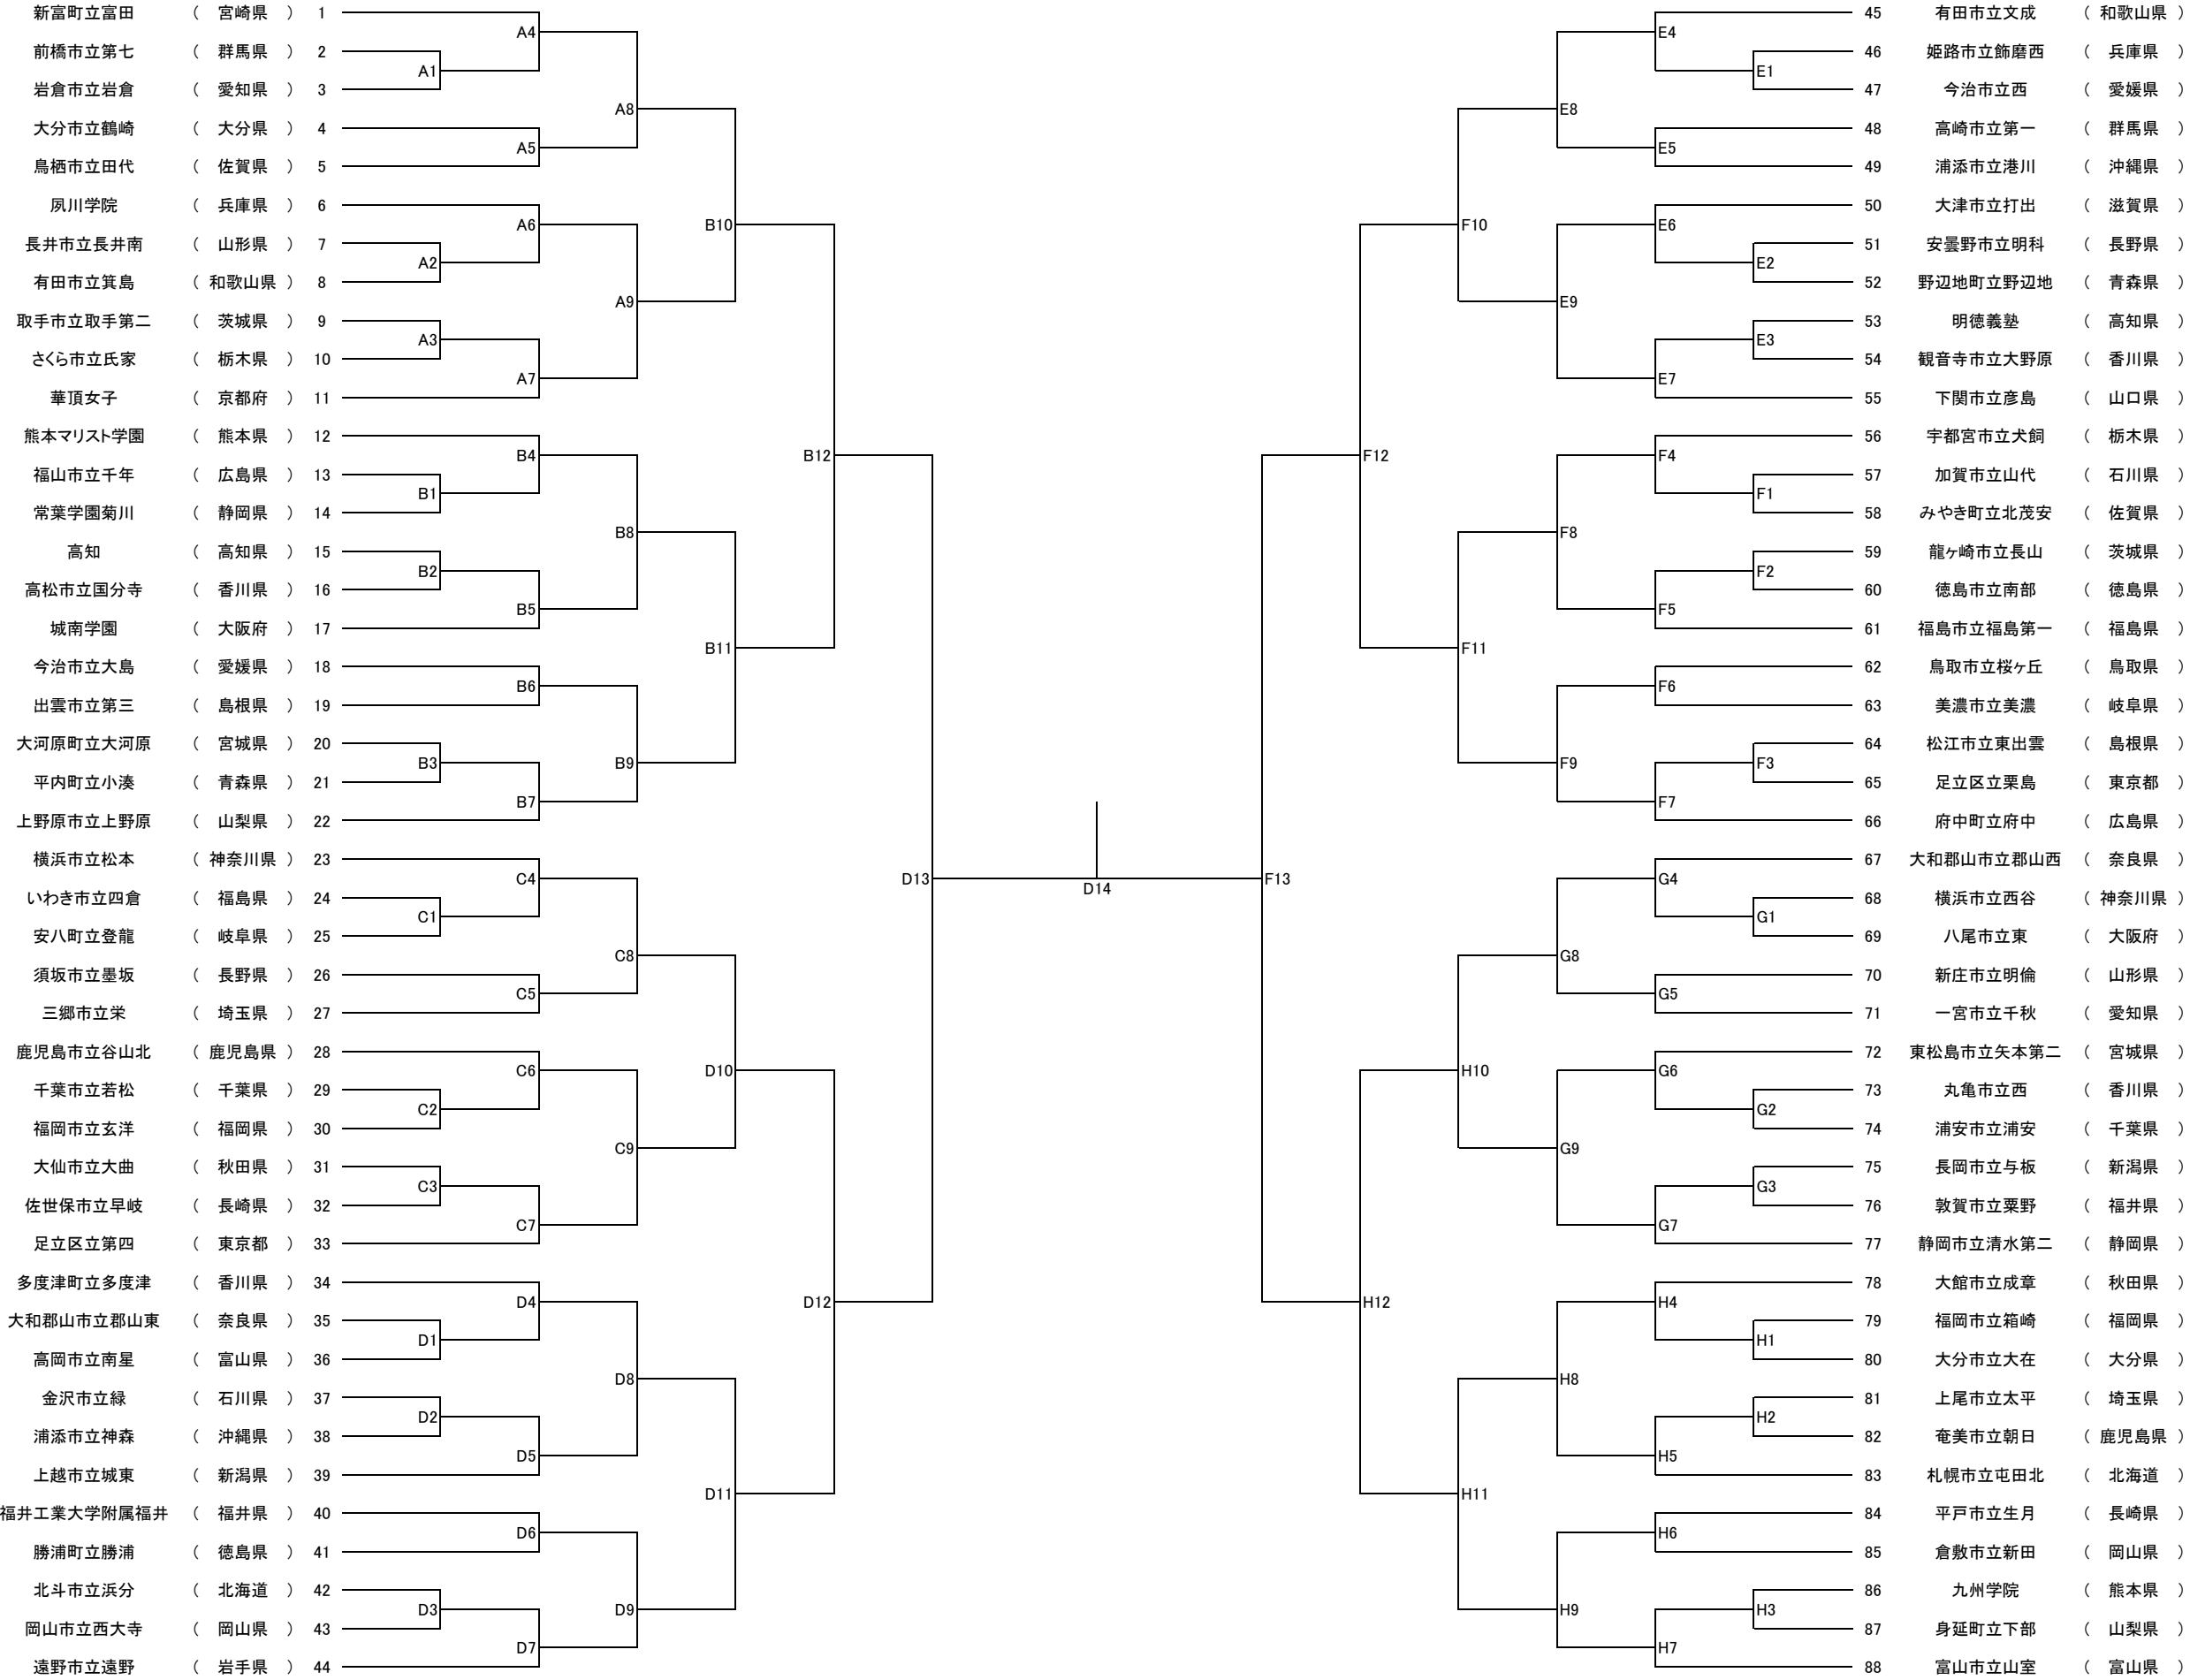 新富町立富田 （ 宮崎県 ） 1
前橋市立第七 （ 群馬県 ） 2
岩倉市立岩倉 （ 愛知県 ） 3
大分市立鶴崎 （ 大分県 ） 4
鳥栖市立田代 （ 佐賀県 ） 5
夙川学院 （ 兵庫県 ） 6
長井市立長井南 （ 山形県 ） 7
有田市立箕島 （ 和歌山県 ） 8
取手市立取手第二 （ 茨城県 ） 9
さくら市立氏家 （ 栃木県 ） 10
華頂女子 （ 京都府 ） 11
熊本マリスト学園 （ 熊本県 ） 12
福山市立千年 （ 広島県 ） 13
常葉学園菊川 （ 静岡県 ） 14
高知 （ 高知県 ） 15
高松市立国分寺 （ 香川県 ） 16
城南学園 （ 大阪府 ） 17
今治市立大島 （ 愛媛県 ） 18
出雲市立第三 （ 島根県 ） 19
大河原町立大河原 （ 宮城県 ） 20
平内町立小湊 （ 青森県 ） 21
上野原市立上野原 （ 山梨県 ） 22
横浜市立松本 （ 神奈川県 ） 23
いわき市立四倉 （ 福島県 ） 24
安八町立登龍 （ 岐阜県 ） 25
須坂市立墨坂 （ 長野県 ） 26
三郷市立栄 （ 埼玉県 ） 27
鹿児島市立谷山北 （ 鹿児島県 ） 28
千葉市立若松 （ 千葉県 ） 29
福岡市立玄洋 （ 福岡県 ） 30
大仙市立大曲 （ 秋田県 ） 31
佐世保市立早岐 （ 長崎県 ） 32
足立区立第四 （ 東京都 ） 33
多度津町立多度津 （ 香川県 ） 34
大和郡山市立郡山東 （ 奈良県 ） 35
高岡市立南星 （ 富山県 ） 36
金沢市立緑 （ 石川県 ） 37
浦添市立神森 （ 沖縄県 ） 38
上越市立城東 （ 新潟県 ） 39
福井工業大学附属福井 （ 福井県 ） 40
勝浦町立勝浦 （ 徳島県 ） 41
北斗市立浜分 （ 北海道 ） 42
岡山市立西大寺 （ 岡山県 ） 43
遠野市立遠野 （ 岩手県 ） 44
A1
A2
A3
B1
B2
B3
C1
C2
C3
D1
D2
D3
A4
A5
A6
A7
B4
B5
B6
B7
C4
C5
C6
C7
D4
D5
D6
D7
A8
A9
B8
B9
C8
C9
D8
D9
B10
B11
D10
D11
B12
D12
D13
D14
F13
F12
H12
F10
F11
H10
H11
E8
E9
F8
F9
G8
G9
H8
H9
E4
E5
E6
E7
F4
F5
F6
F7
G4
G5
G6
G7
H4
H5
H6
H7
E1
E2
E3
F1
F2
F3
G1
G2
G3
H1
H2
H3
45 有田市立文成 （ 和歌山県 ）
46 姫路市立飾磨西 （ 兵庫県 ）
47 今治市立西 （ 愛媛県 ）
48 高崎市立第一 （ 群馬県 ）
49 浦添市立港川 （ 沖縄県 ）
50 大津市立打出 （ 滋賀県 ）
51 安曇野市立明科 （ 長野県 ）
52 野辺地町立野辺地 （ 青森県 ）
53 明徳義塾 （ 高知県 ）
54 観音寺市立大野原 （ 香川県 ）
55 下関市立彦島 （ 山口県 ）
56 宇都宮市立犬飼 （ 栃木県 ）
57 加賀市立山代 （ 石川県 ）
58 みやき町立北茂安 （ 佐賀県 ）
59 龍ヶ崎市立長山 （ 茨城県 ）
60 徳島市立南部 （ 徳島県 ）
61 福島市立福島第一 （ 福島県 ）
62 鳥取市立桜ヶ丘 （ 鳥取県 ）
63 美濃市立美濃 （ 岐阜県 ）
64 松江市立東出雲 （ 島根県 ）
65 足立区立栗島 （ 東京都 ）
66 府中町立府中 （ 広島県 ）
67 大和郡山市立郡山西 （ 奈良県 ）
68 横浜市立西谷 （ 神奈川県 ）
69 八尾市立東 （ 大阪府 ）
70 新庄市立明倫 （ 山形県 ）
71 一宮市立千秋 （ 愛知県 ）
72 東松島市立矢本第二 （ 宮城県 ）
73 丸亀市立西 （ 香川県 ）
74 浦安市立浦安 （ 千葉県 ）
75 長岡市立与板 （ 新潟県 ）
76 敦賀市立粟野 （ 福井県 ）
77 静岡市立清水第二 （ 静岡県 ）
78 大館市立成章 （ 秋田県 ）
79 福岡市立箱崎 （ 福岡県 ）
80 大分市立大在 （ 大分県 ）
81 上尾市立太平 （ 埼玉県 ）
82 奄美市立朝日 （ 鹿児島県 ）
83 札幌市立屯田北 （ 北海道 ）
84 平戸市立生月 （ 長崎県 ）
85 倉敷市立新田 （ 岡山県 ）
86 九州学院 （ 熊本県 ）
87 身延町立下部 （ 山梨県 ）
88 富山市立山室 （ 富山県 ）